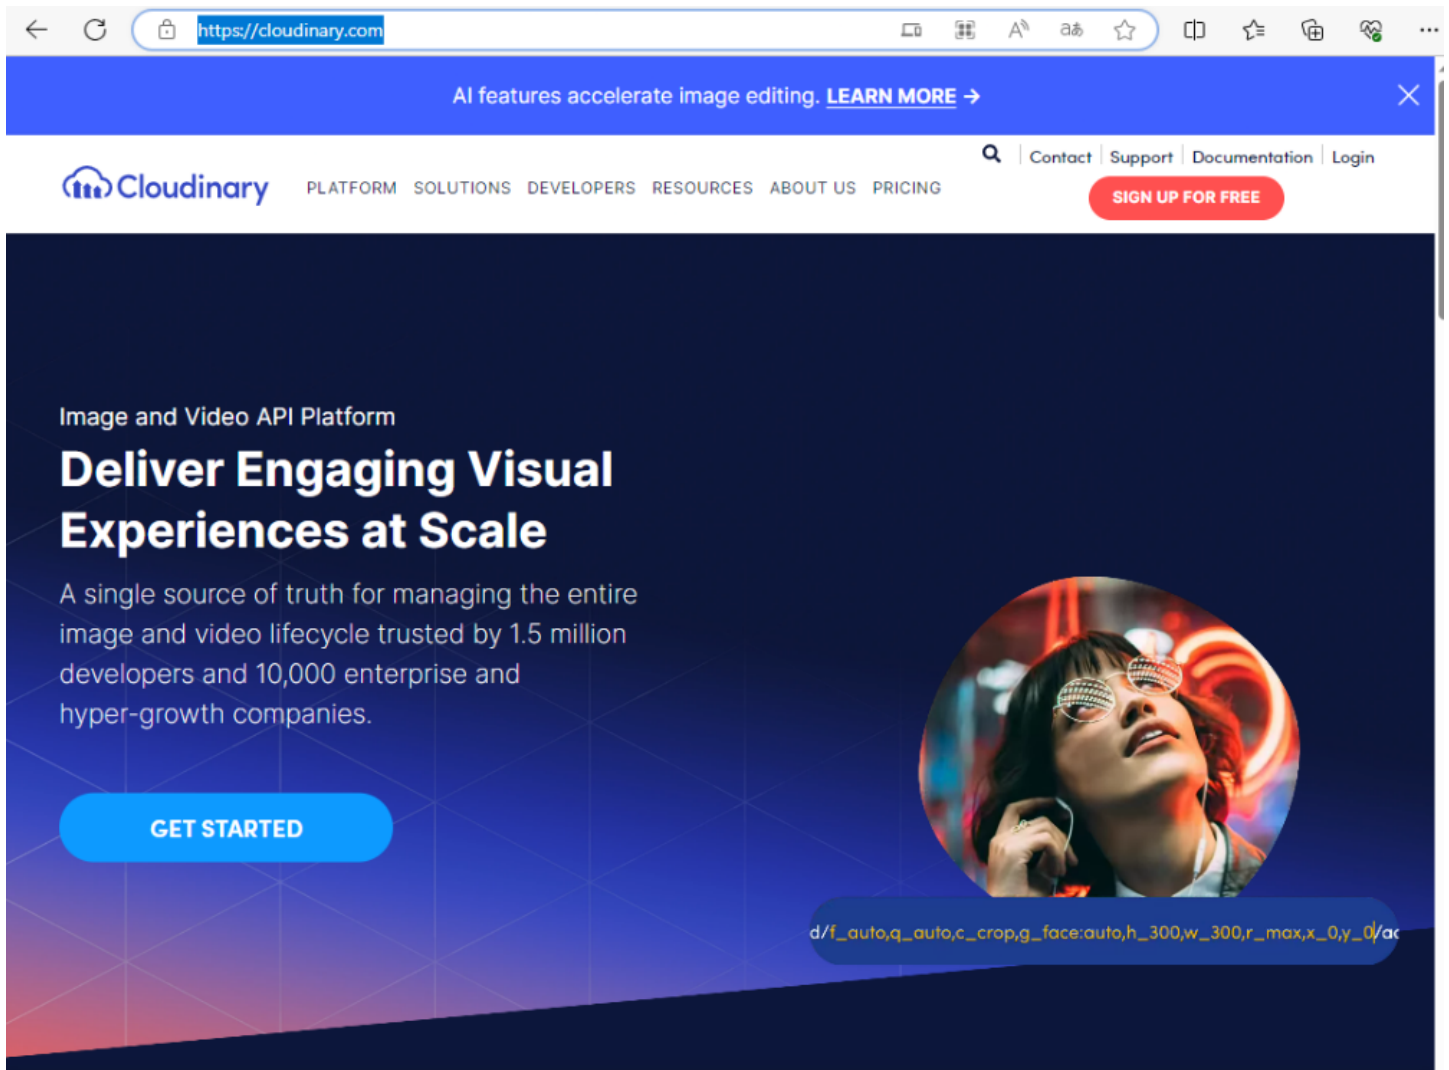 https://cloudinary.com
AI features accelerate image editing. LEARN MORE →
Contact Support Documentation Login
Cloudinary PLATFORM SOLUTIONS DEVELOPERS RESOURCES ABOUT US PRICING
SIGN UP FOR FREE
Image and Video API Platform
Deliver Engaging Visual
Experiences at Scale
A single source of truth for managing the entire
image and video lifecycle trusted by 1.5 million
developers and 10,000 enterprise and
hyper-growth companies.
GET STARTED
d/f_auto,q_auto,c_crop,g_face:auto,h_300,w_300,r_max,x_0,y_0/ac